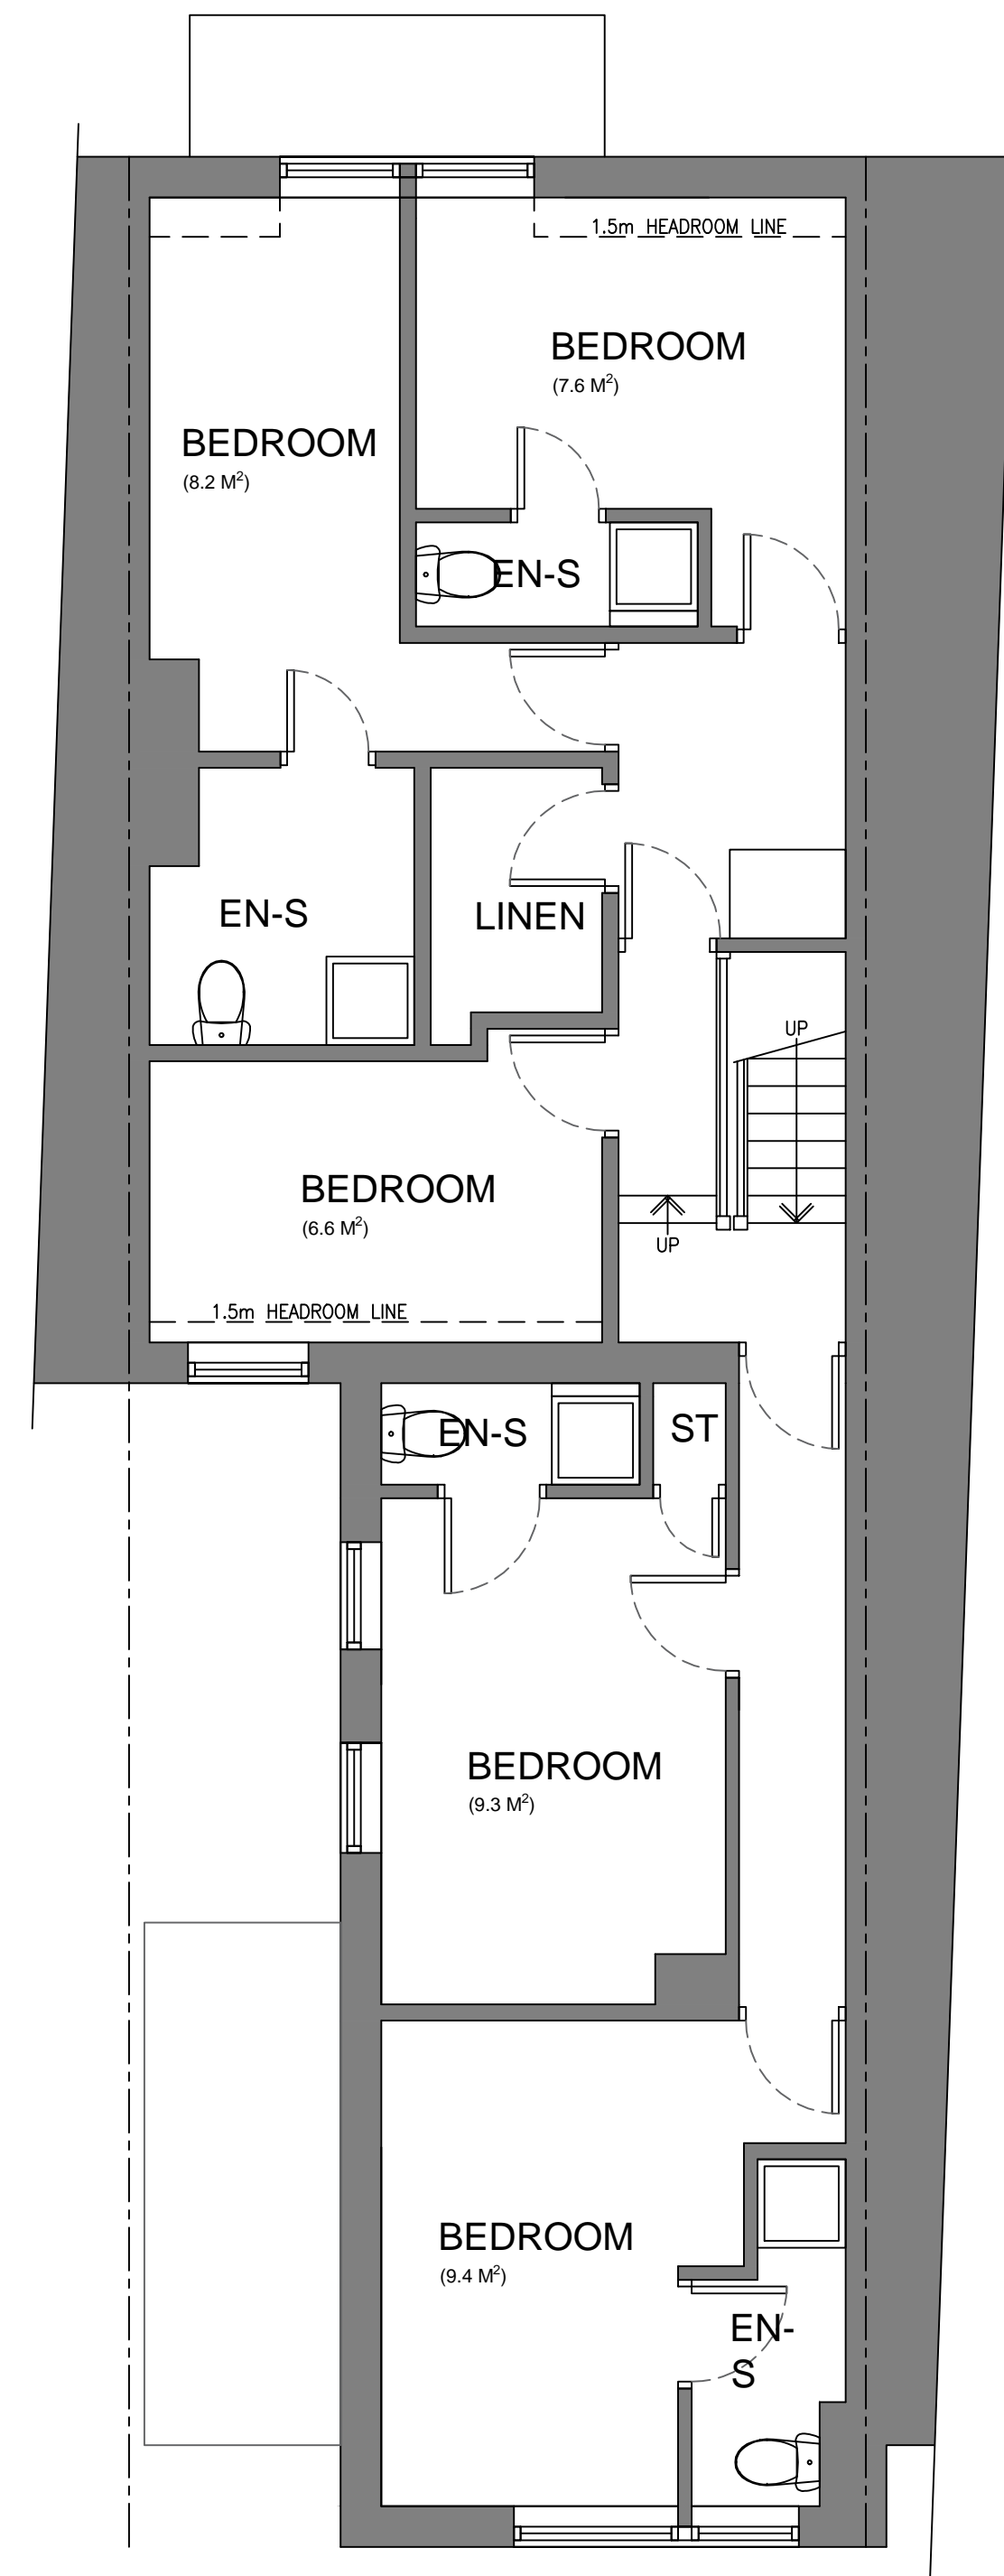 1.5m HEADROOM LINE
BEDROOM
(7.6 M²)
BEDROOM
(8.2 M²)
EN-S
EN-S
LINEN
UP
BEDROOM
(6.6 M²)
UP
1.5m HEADROOM LINE
EN-S
ST
BEDROOM
(9.3 M²)
BEDROOM
(9.4 M²)
EN-
S